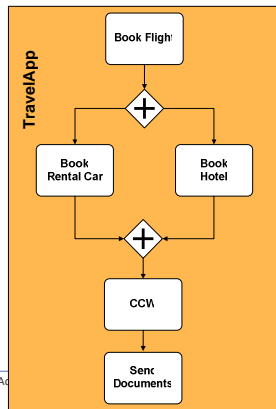 TravelApp
Book Flight
Book
Rental Car
Book
Hotel
CCW
Send
Documents